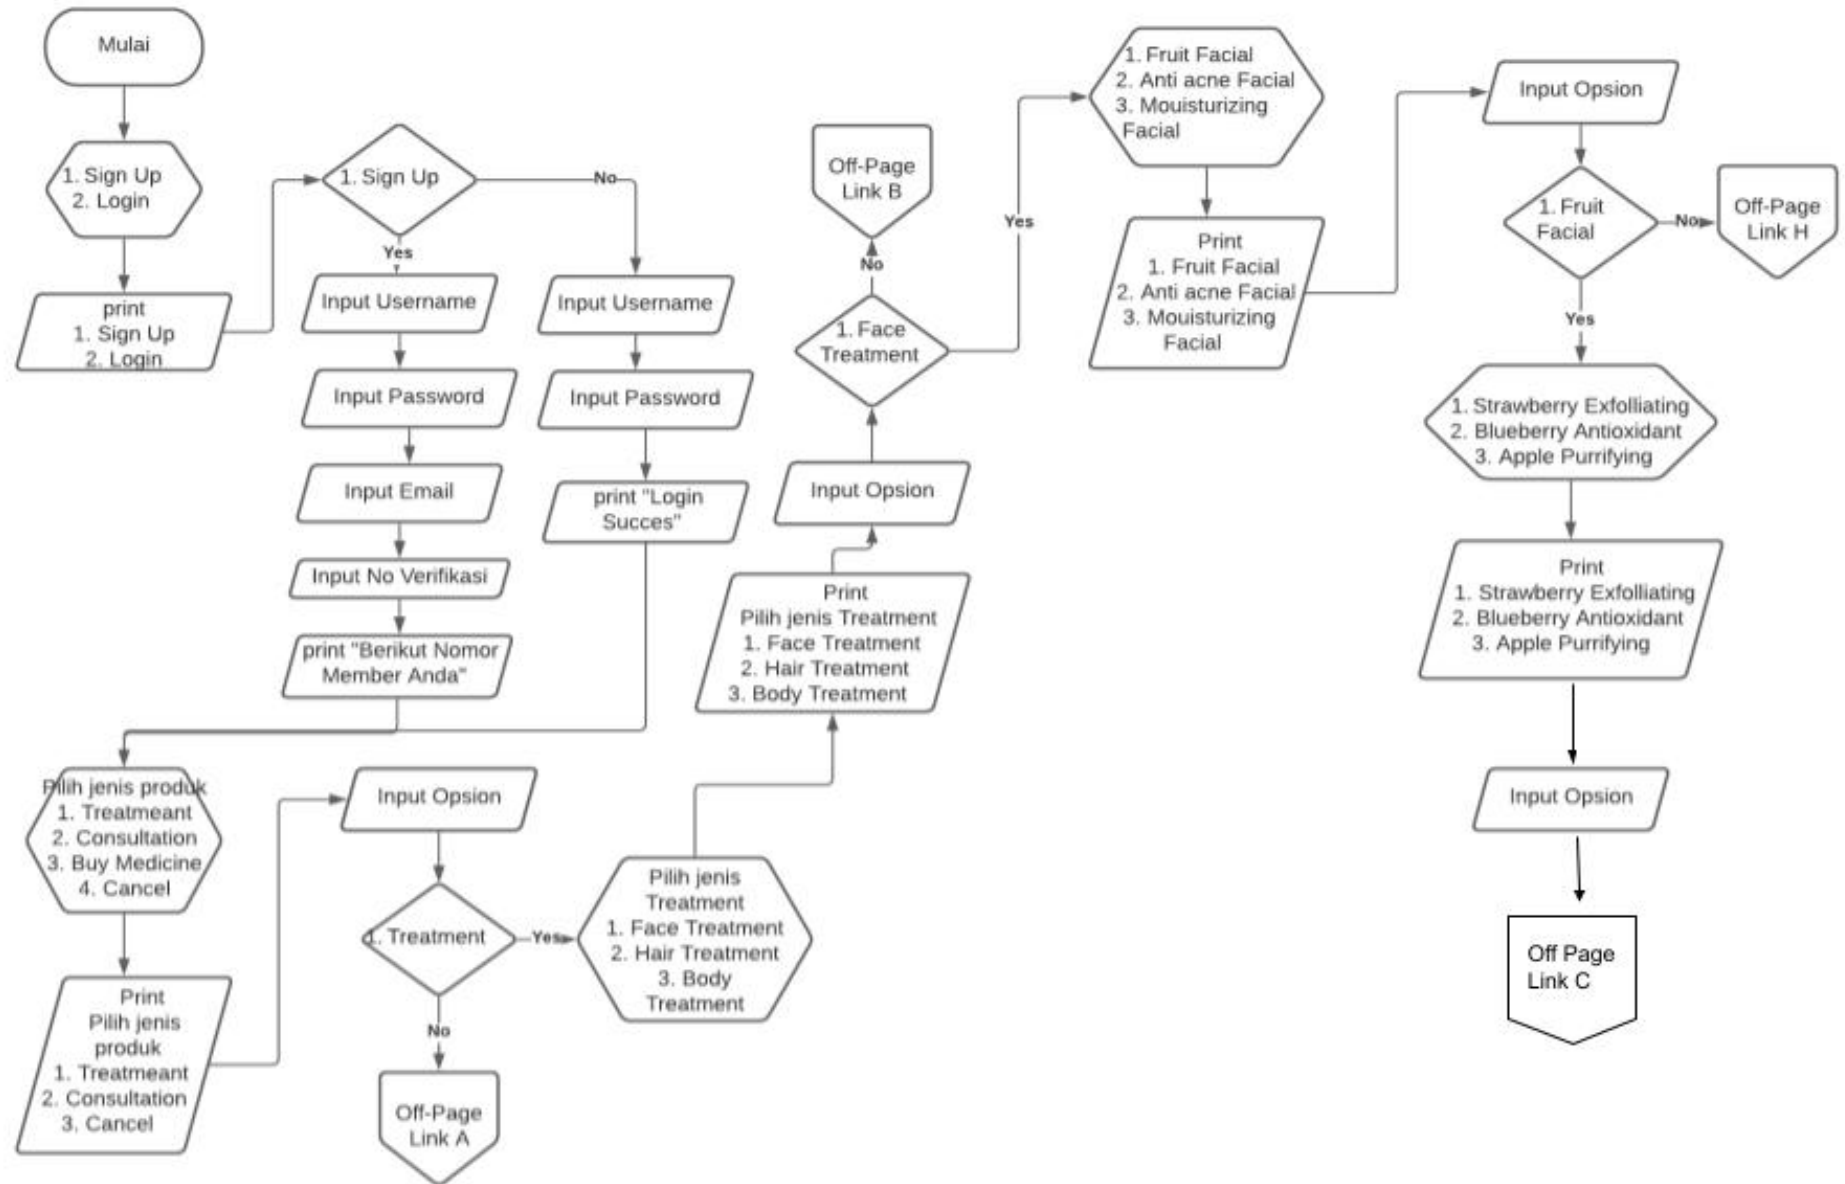 Mulai
1. Sign Up
2. Login
print
1. Sign Up
2. Login
1. Sign Up
No
Yes
Input Username
Input Password
Input Email
Input No Verifikasi
print "Berikut Nomor
Member Anda"
Input Username
Input Password
print "Login
Succes"
Pilih jenis produk
1. Treatmeant
2. Consultation
3. Buy Medicine
4. Cancel
Print
Pilih jenis
produk
1. Treatmeant
2. Consultation
3. Cancel
Input Opsion
1. Treatment
Yes
No
Off-Page
Link A
Pilih jenis
Treatment
1. Face Treatment
2. Hair Treatment
3. Body
Treatment
Print
Pilih jenis Treatment
1. Face Treatment
2. Hair Treatment
3. Body Treatment
Input Opsion
1. Face
Treatment
No
Off-Page
Link B
Yes
1. Fruit Facial
2. Anti acne Facial
3. Mouisturizing
Facial
Print
1. Fruit Facial
2. Anti acne Facial
3. Mouisturizing
Facial
Input Opsion
1. Fruit
Facial
No
Off-Page
Link H
Yes
1. Strawberry Exfolliating
2. Blueberry Antioxidant
3. Apple Purrifying
Print
1. Strawberry Exfolliating
2. Blueberry Antioxidant
3. Apple Purrifying
Input Opsion
Off Page
Link C